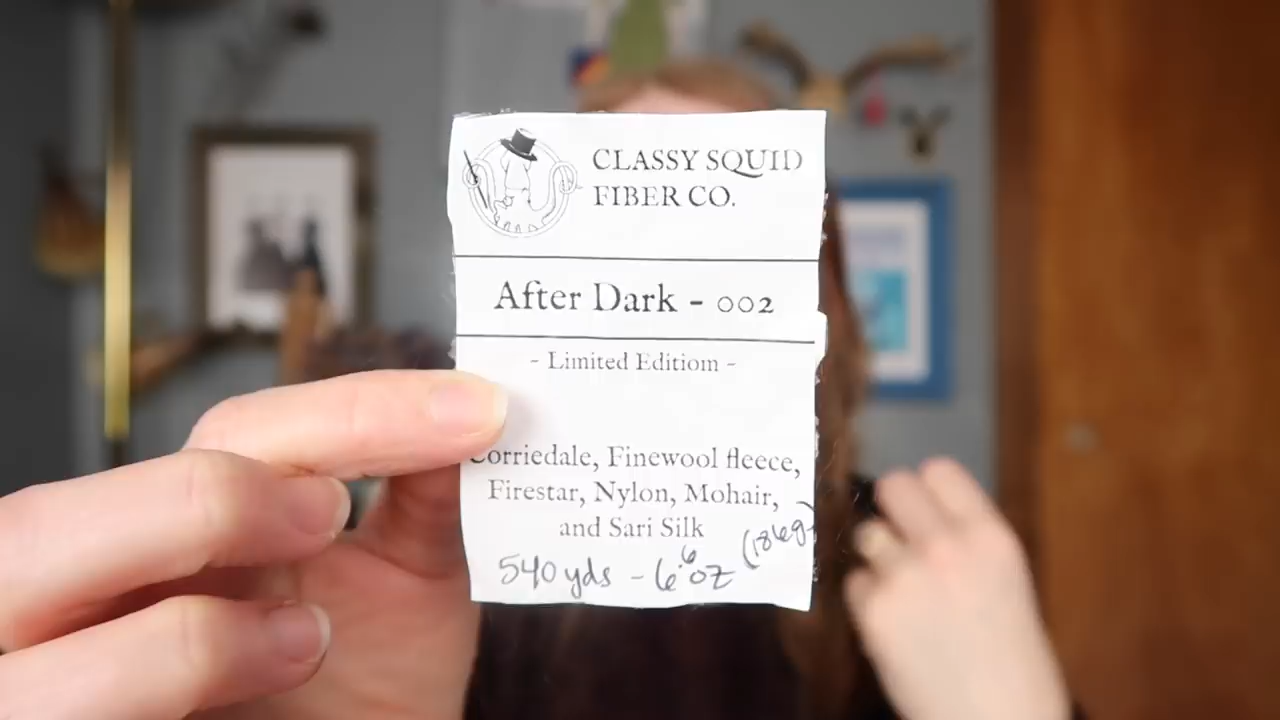 CLASSY SQUID
FIBER CO.
After Dark - 002
- Limited Editiom -
Corriedale, Finewool fleece,
Firestar, Nylon, Mohair,
and Sari Silk
540 yds - 6.6 oz (186g)